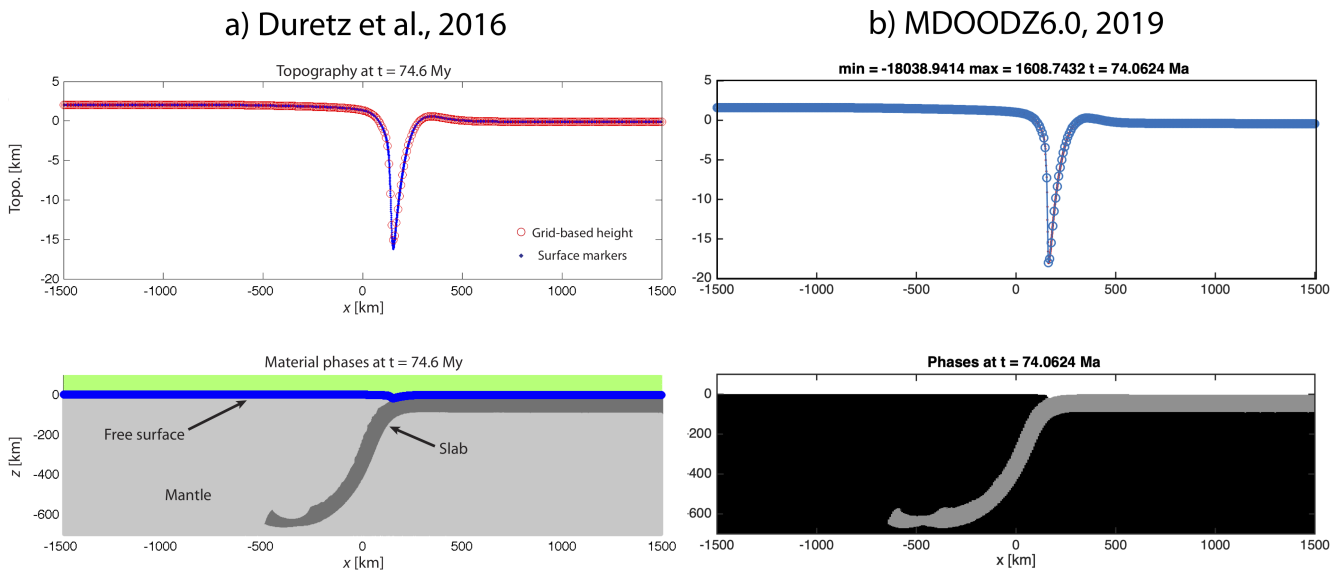 a) Duretz et al., 2016
b) MDOODZ6.0, 2019
Topography at t = 74.6 My
5
0
-5
-10
-15
-20
Topo. [km]
Grid-based height
Surface markers
-1500 -1000 -500 0 500 1000 1500
x [km]
min = -18038.9414 max = 1608.7432 t = 74.0624 Ma
5
0
-5
-10
-15
-20
-1500 -1000 -500 0 500 1000 1500
Material phases at t = 74.6 My
0
-200
-400
-600
z [km]
Free surface
Slab
Mantle
-1500 -1000 -500 0 500 1000 1500
x [km]
Phases at t = 74.0624 Ma
0
-200
-400
-600
-1500 -1000 -500 0 500 1000 1500
x [km]